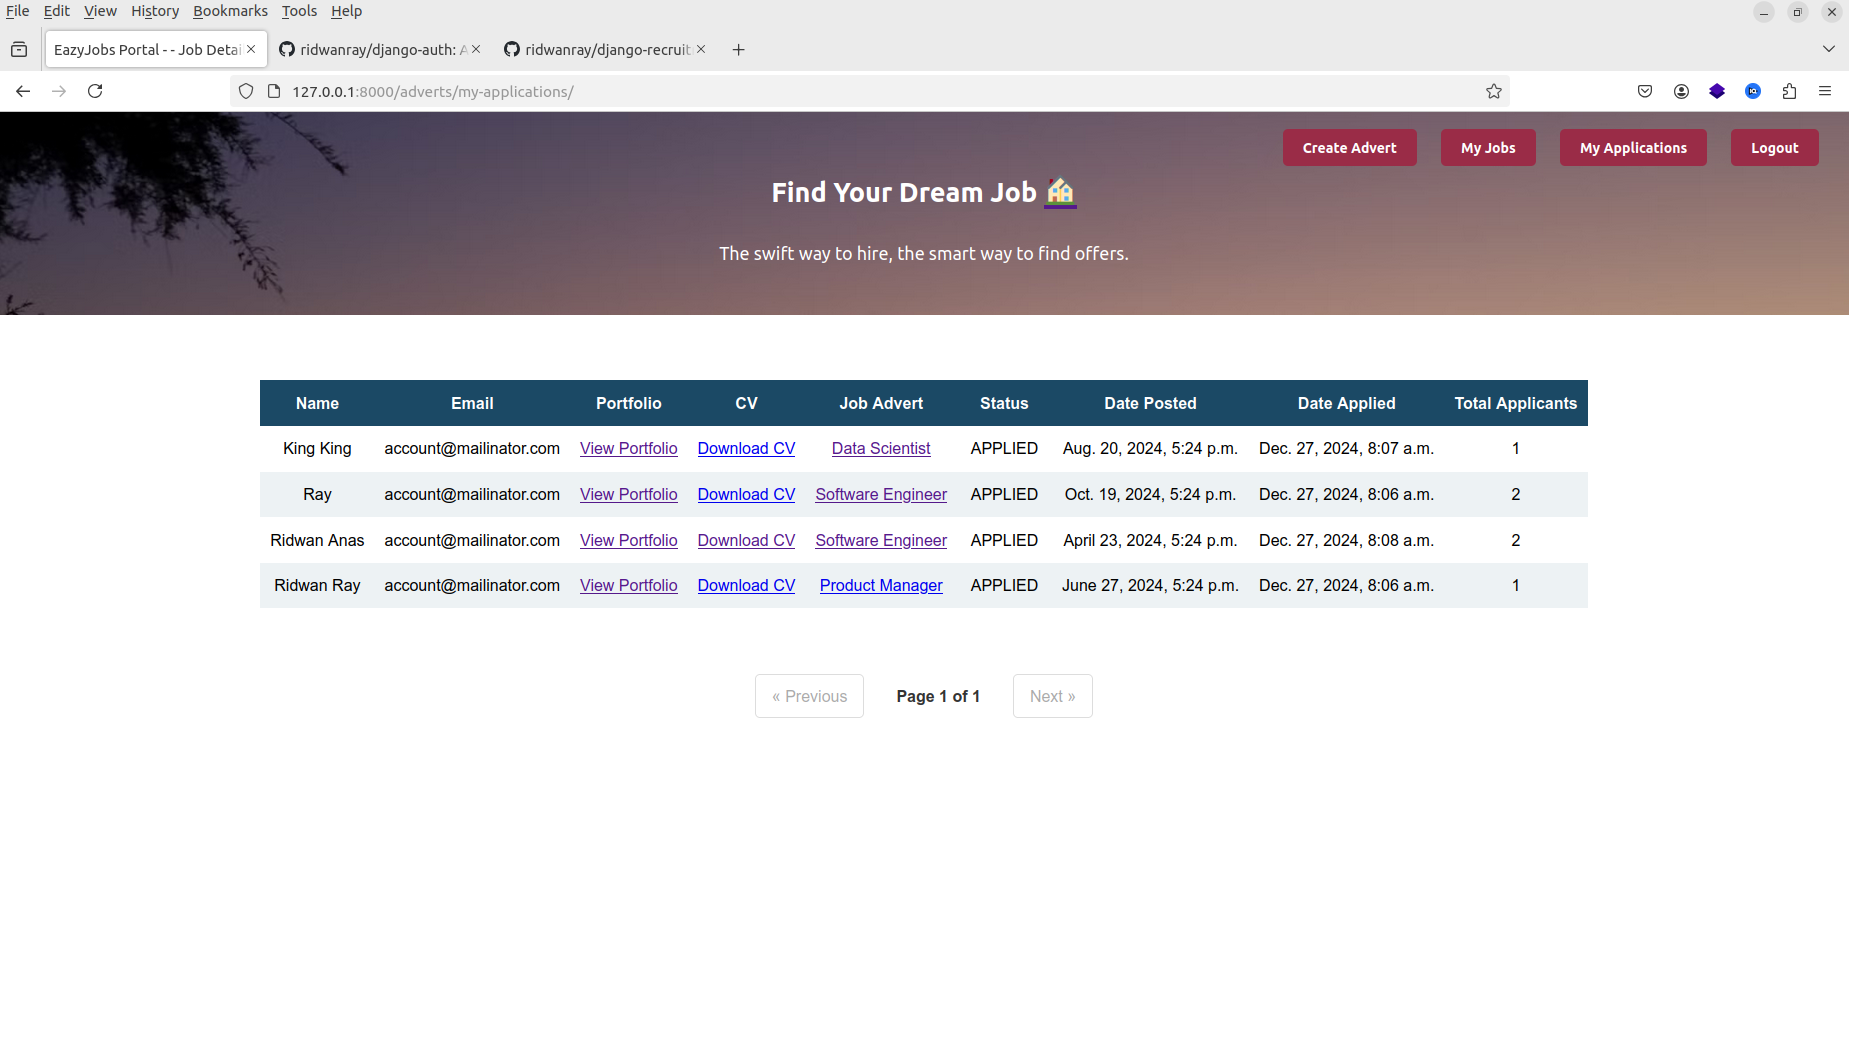 File Edit View History Bookmarks Tools Help
EazyJobs Portal - - Job Detai ridwanray/django-auth: A ridwanray/django-recruit
127.0.0.1:8000/adverts/my-applications/
Create Advert My Jobs My Applications Logout
Find Your Dream Job
The swift way to hire, the smart way to find offers.
Name Email Portfolio CV Job Advert Status Date Posted Date Applied Total Applicants
King King account@mailinator.com View Portfolio Download CV Data Scientist APPLIED Aug. 20, 2024, 5:24 p.m. Dec. 27, 2024, 8:07 a.m. 1
Ray account@mailinator.com View Portfolio Download CV Software Engineer APPLIED Oct. 19, 2024, 5:24 p.m. Dec. 27, 2024, 8:06 a.m. 2
Ridwan Anas account@mailinator.com View Portfolio Download CV Software Engineer APPLIED April 23, 2024, 5:24 p.m. Dec. 27, 2024, 8:08 a.m. 2
Ridwan Ray account@mailinator.com View Portfolio Download CV Product Manager APPLIED June 27, 2024, 5:24 p.m. Dec. 27, 2024, 8:06 a.m. 1
« Previous Page 1 of 1 Next »